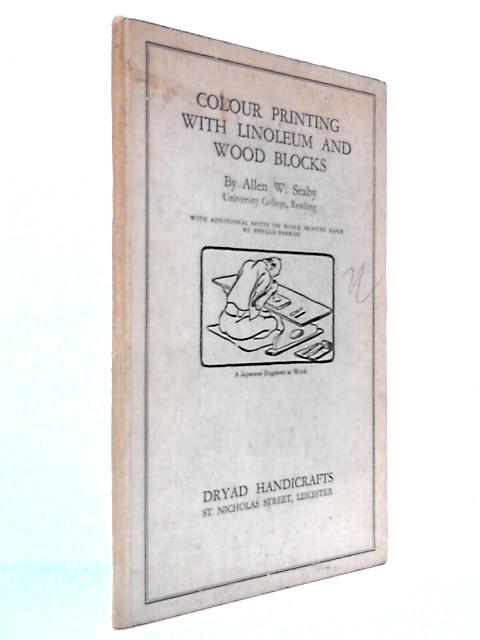 COLOUR PRINTING
WITH LINOLEUM AND
WOOD BLOCKS
By Allen W. Seaby
University College, Reading
WITH ADDITIONAL NOTES ON BLOCK PRINTED PAPER
BY PHYLLIS BARRON
A Japanese Engraver at Work
DRYAD HANDICRAFTS
ST. NICHOLAS STREET, LEICESTER